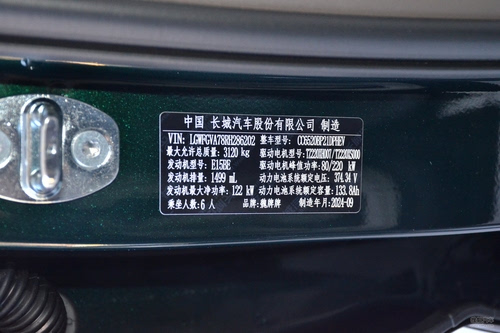 中国 长城汽车股份有限公司 制造
VIN: LGWFGVA78RH286202 整车型号: CC6520BP21DPHEV
最大允许总质量: 3120 kg 驱动电机型号:
发动机型号: E15BE 驱动电机峰值功率: 80/220 kW
发动机排量: 1499 mL 动力电池系统额定电压: 374.34 V
发动机最大净功率: 122 kW 动力电池系统额定容量: 133.8Ah
乘坐人数: 6 人 品牌: 魏牌牌 制造年月: 2024-09